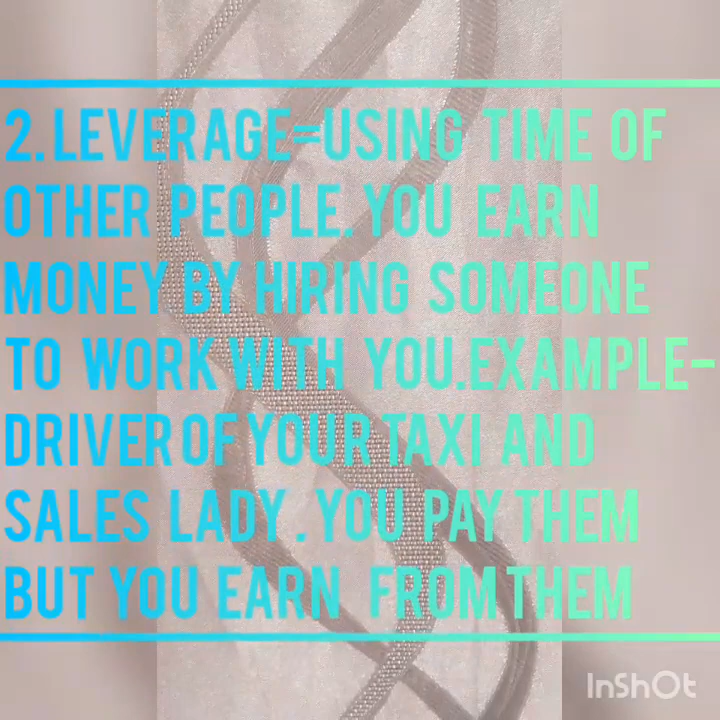 2.LEVERAGE=USING TIME OF
OTHER PEOPLE.YOU EARN
MONEY BY HIRING SOMEONE
TO WORK WITH YOU.EXAMPLE-
DRIVER OF YOUR TAXI AND
SALES LADY . YOU PAY THEM
BUT YOU EARN FROM THEM
InShOt